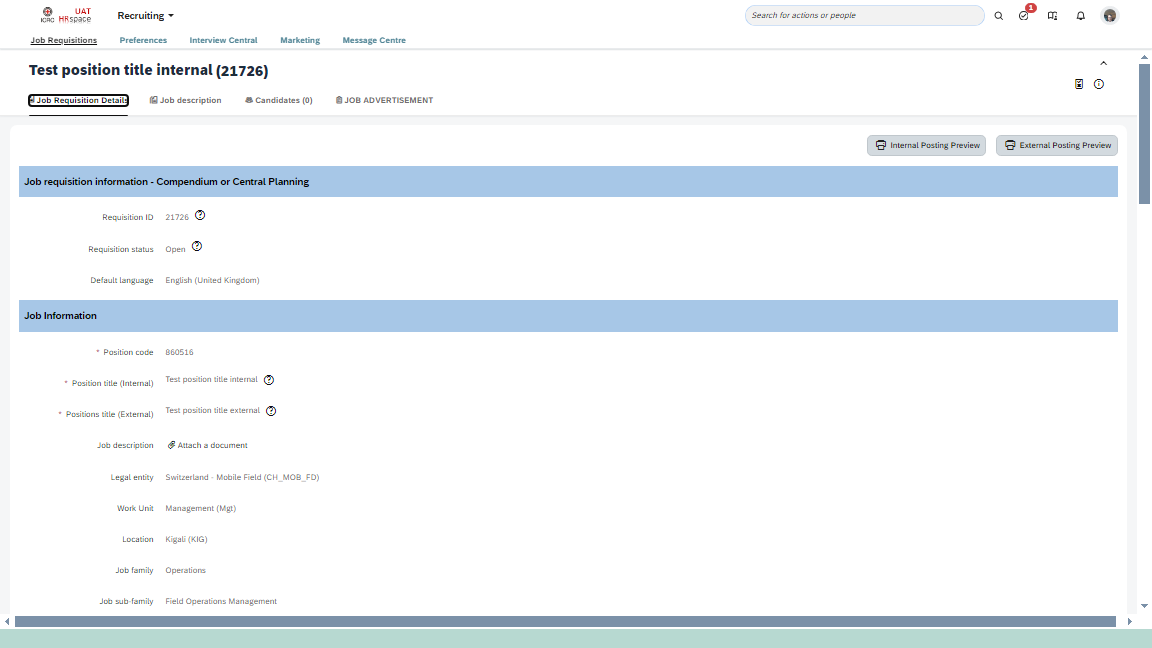 ICRC UAT HRspace Recruiting Search for actions or people 1
Job Requisitions Preferences Interview Central Marketing Message Centre
Test position title internal (21726)
Job Requisition Details Job description Candidates (0) JOB ADVERTISEMENT
Internal Posting Preview External Posting Preview
Job requisition information - Compendium or Central Planning
Requisition ID 21726
Requisition status Open
Default language English (United Kingdom)
Job Information
* Position code 860516
* Position title (Internal) Test position title internal
* Positions title (External) Test position title external
Job description Attach a document
Legal entity Switzerland - Mobile Field (CH_MOB_FD)
Work Unit Management (Mgt)
Location Kigali (KIG)
Job family Operations
Job sub-family Field Operations Management